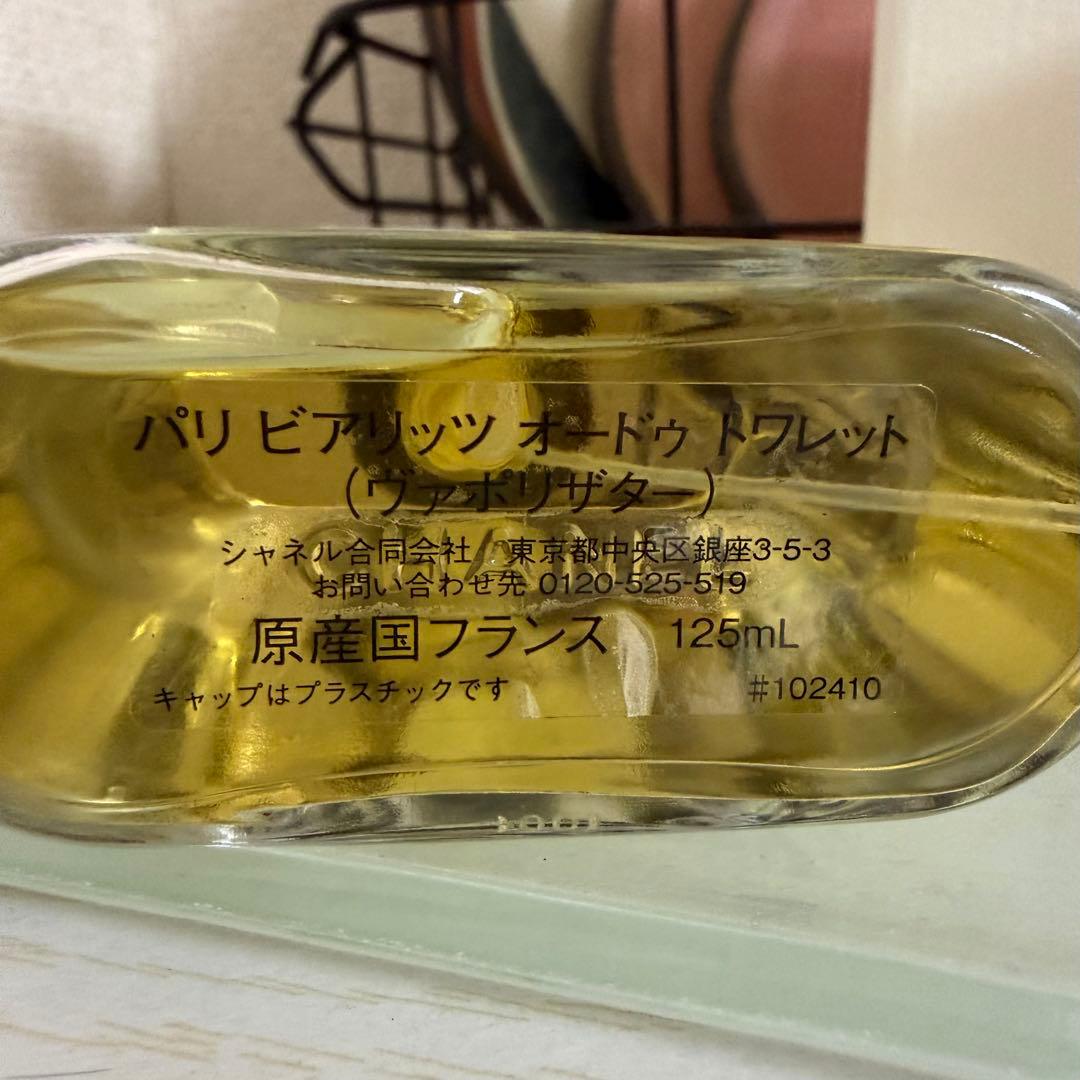 パリ ビアリッツ オードゥ トワレット
(ヴァポリザター)
シャネル合同会社 東京都中央区銀座3-5-3
CHANEL
お問い合わせ先 0120-525-519
原産国フランス 125mL
キャップはプラスチックです #102410